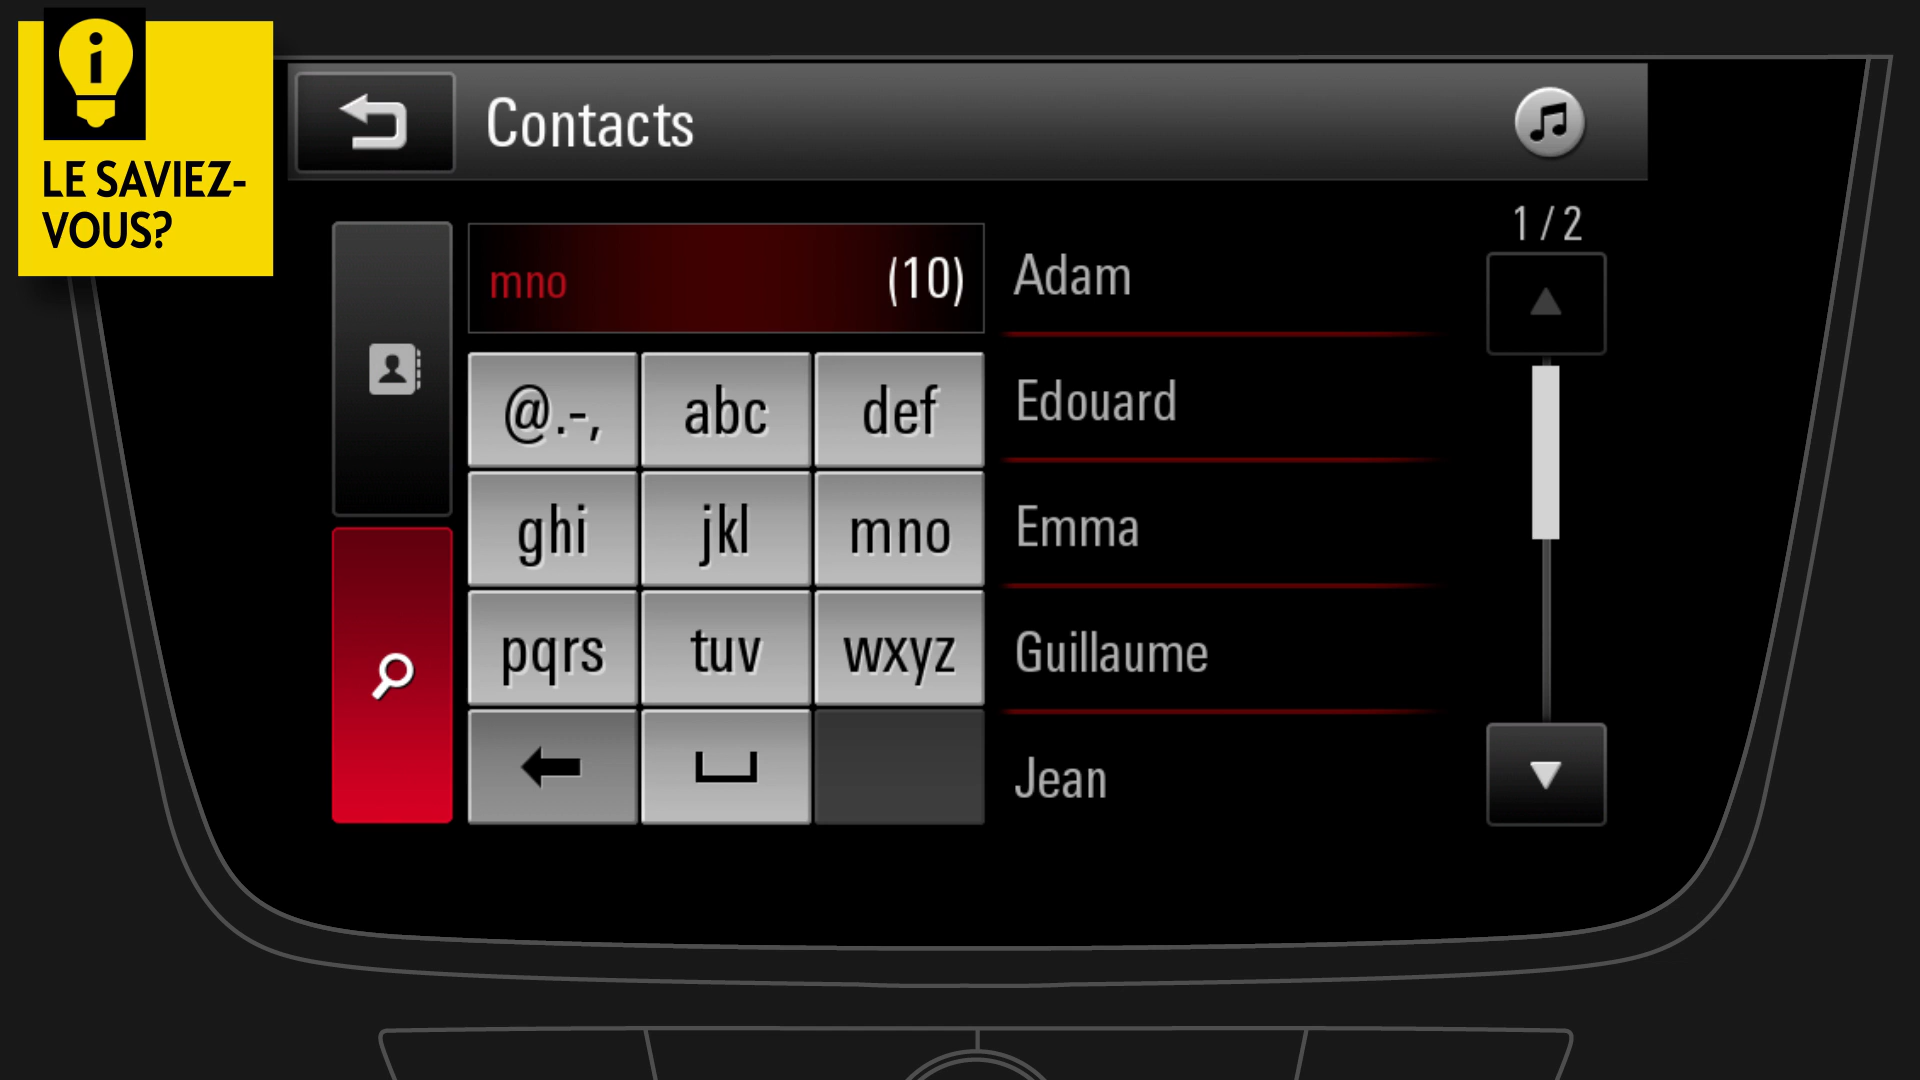 LE SAVIEZ-
VOUS?
Contacts
1 / 2
mno (10)
@.-, abc def
ghi jkl mno
pqrs tuv wxyz
Adam
Edouard
Emma
Guillaume
Jean